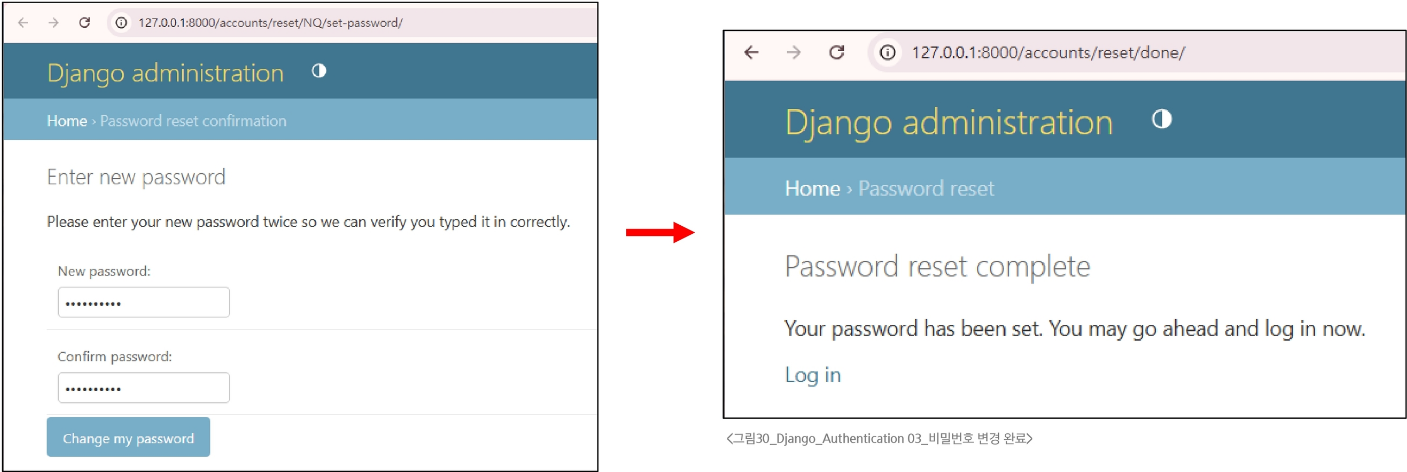 127.0.0.1:8000/accounts/reset/NQ/set-password/
Django administration
Home › Password reset confirmation
Enter new password
Please enter your new password twice so we can verify you typed it in correctly.
New password:
••••••••••
Confirm password:
••••••••••
Change my password
127.0.0.1:8000/accounts/reset/done/
Django administration
Home › Password reset
Password reset complete
Your password has been set. You may go ahead and log in now.
Log in
<그림30_Django_Authentication 03_비밀번호 변경 완료>